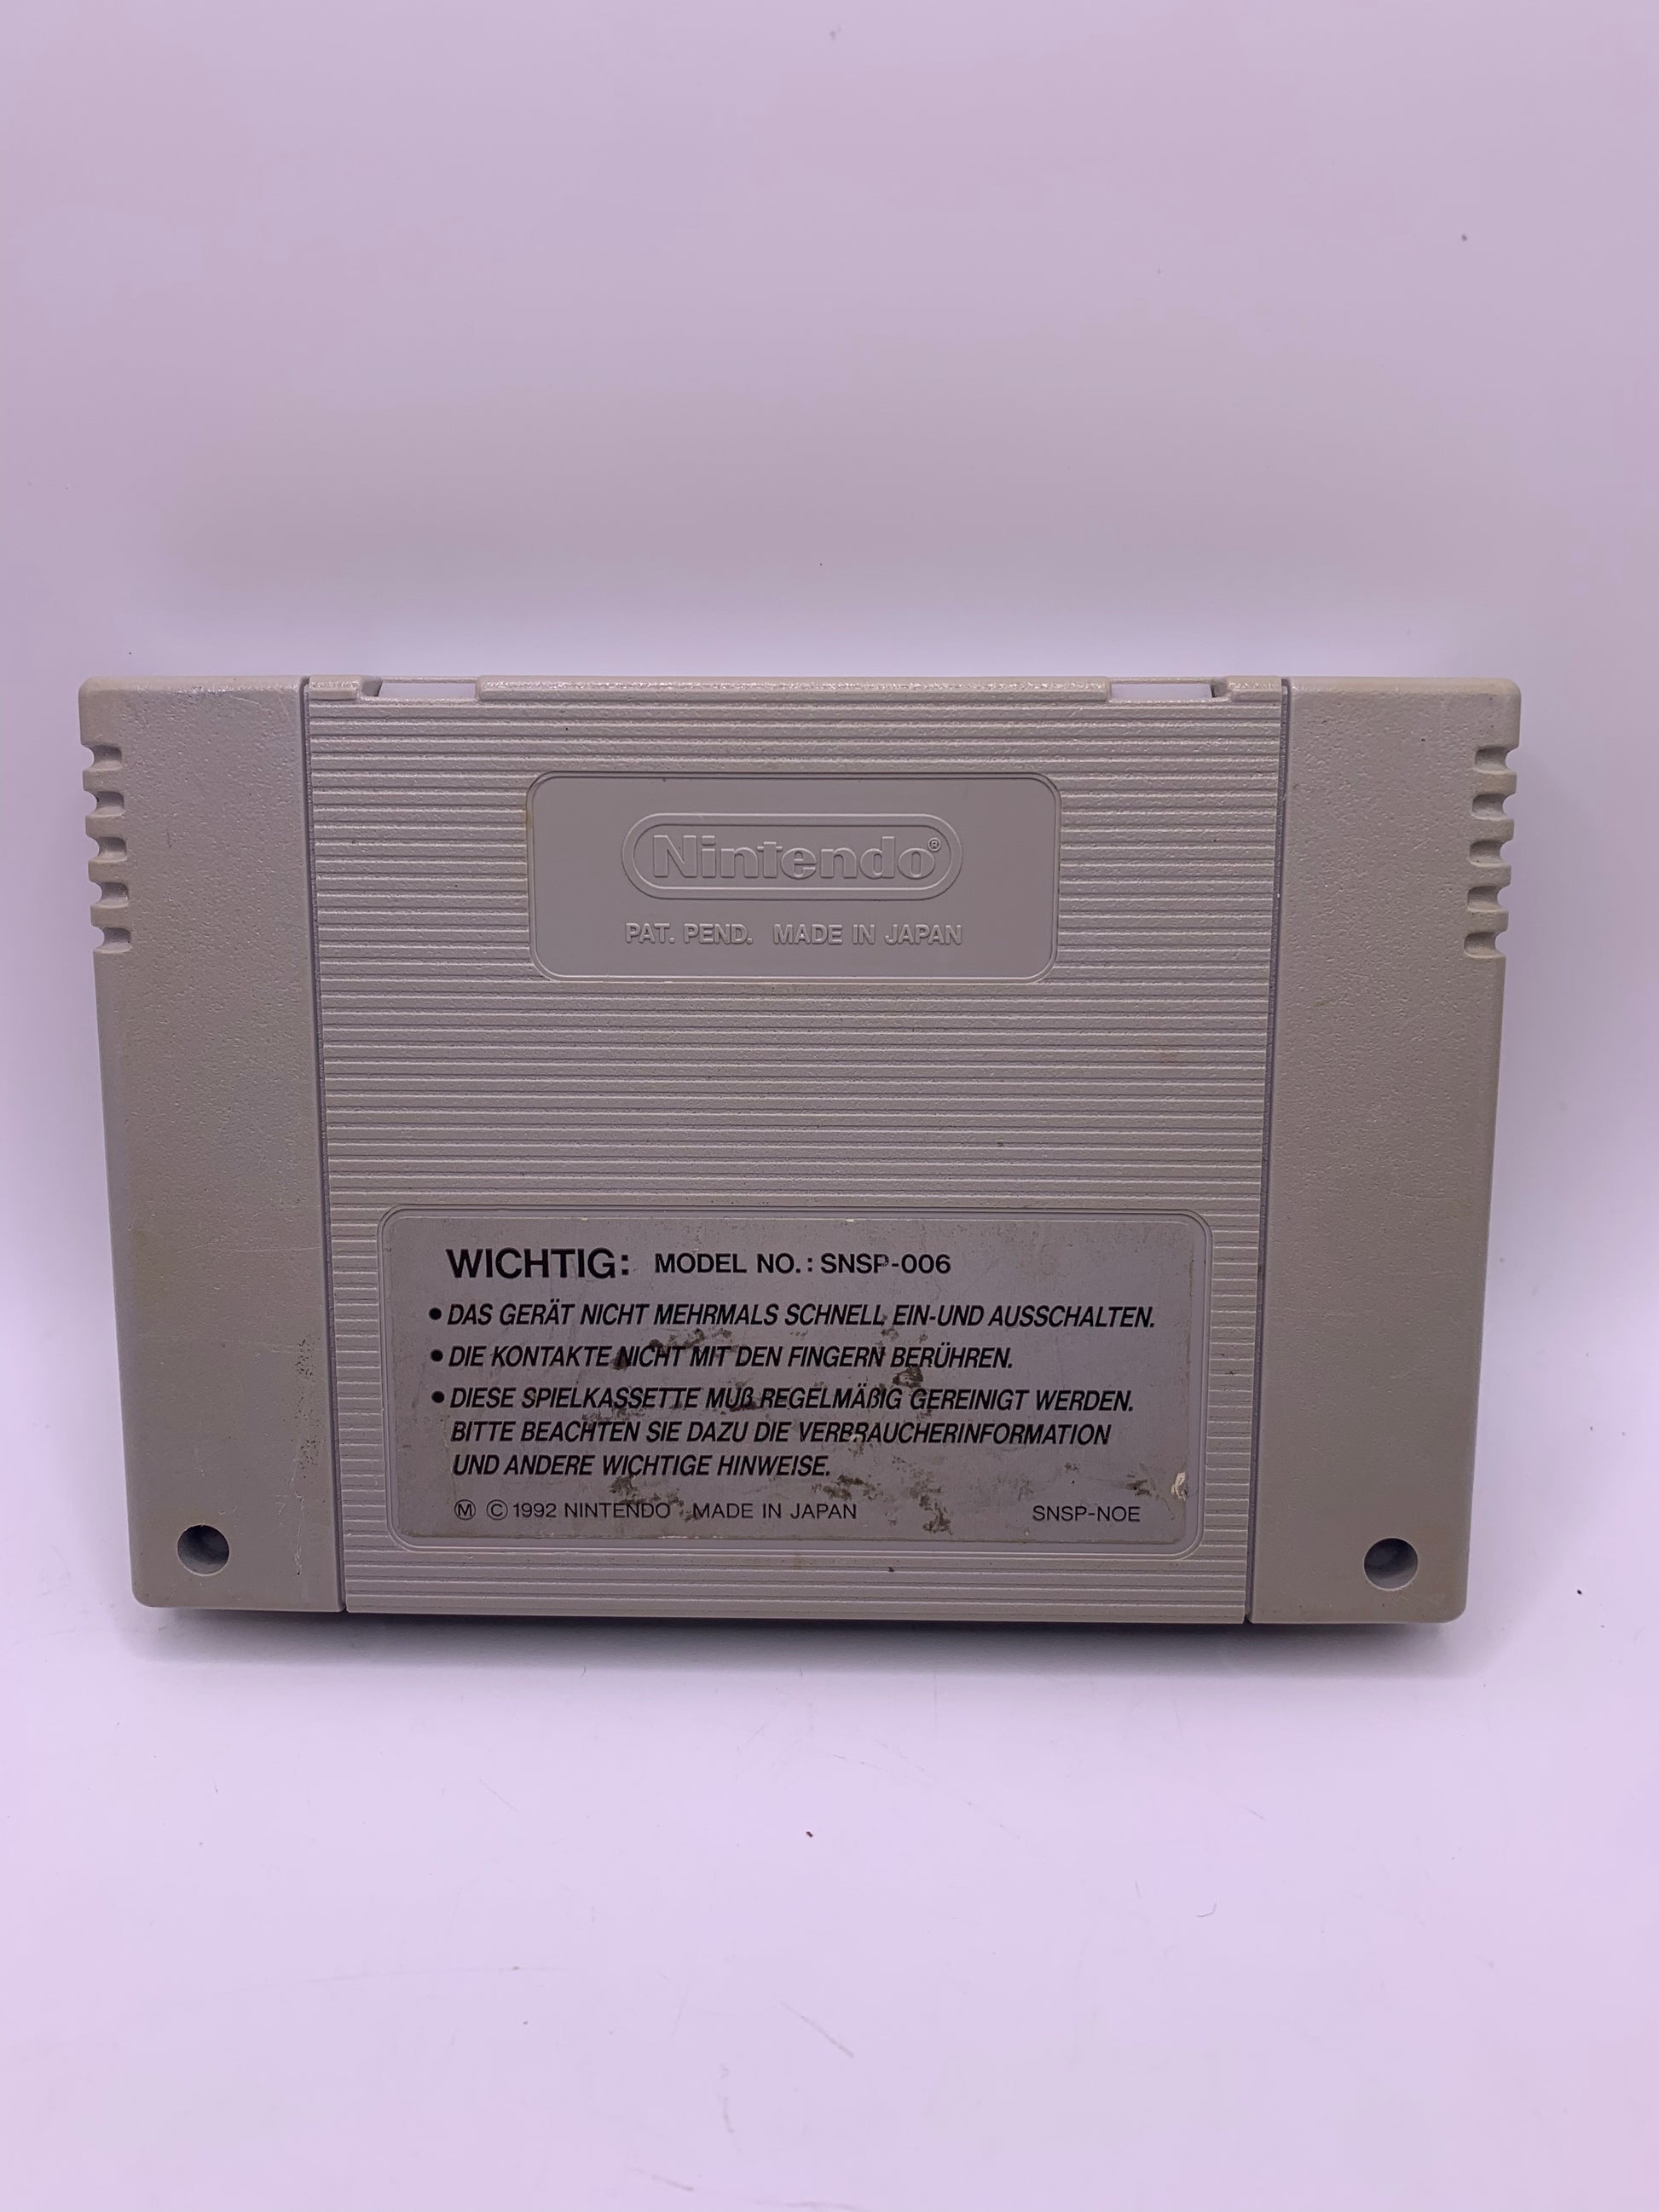 Nintendo®
PAT. PEND. MADE IN JAPAN
WICHTIG: MODEL NO.: SNSP-006
• DAS GERÄT NICHT MEHRMALS SCHNELL EIN-UND AUSSCHALTEN.
• DIE KONTAKTE NICHT MIT DEN FINGERN BERÜHREN.
• DIESE SPIELKASSETTE MUß REGELMÄßIG GEREINIGT WERDEN.
BITTE BEACHTEN SIE DAZU DIE VERBRAUCHERINFORMATION
UND ANDERE WICHTIGE HINWEISE.
Ⓜ © 1992 NINTENDO MADE IN JAPAN SNSP-NOE